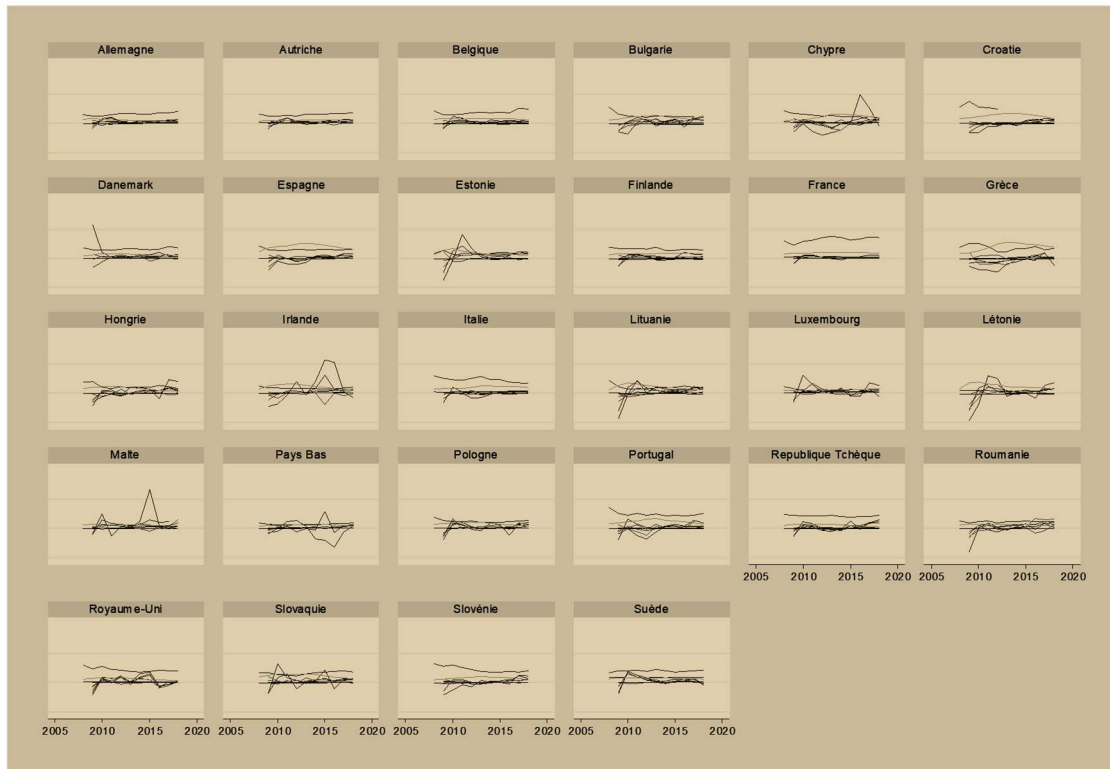 Allemagne Autriche Belgique Bulgarie Chypre Croatie
Danemark Espagne Estonie Finlande France Grèce
Hongrie Irlande Italie Lituanie Luxembourg Létonie
Malte Pays Bas Pologne Portugal Republique Tchèque Roumanie
2005 2010 2015 2020 2005 2010 2015 2020
Royaume-Uni Slovaquie Slovénie Suède
2005 2010 2015 2020 2005 2010 2015 2020 2005 2010 2015 2020 2005 2010 2015 2020